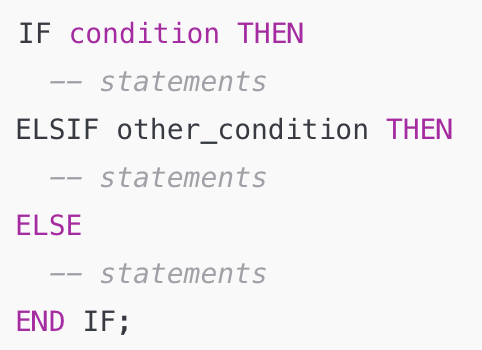 IF condition THEN
-- statements
ELSIF other_condition THEN
-- statements
ELSE
-- statements
END IF;